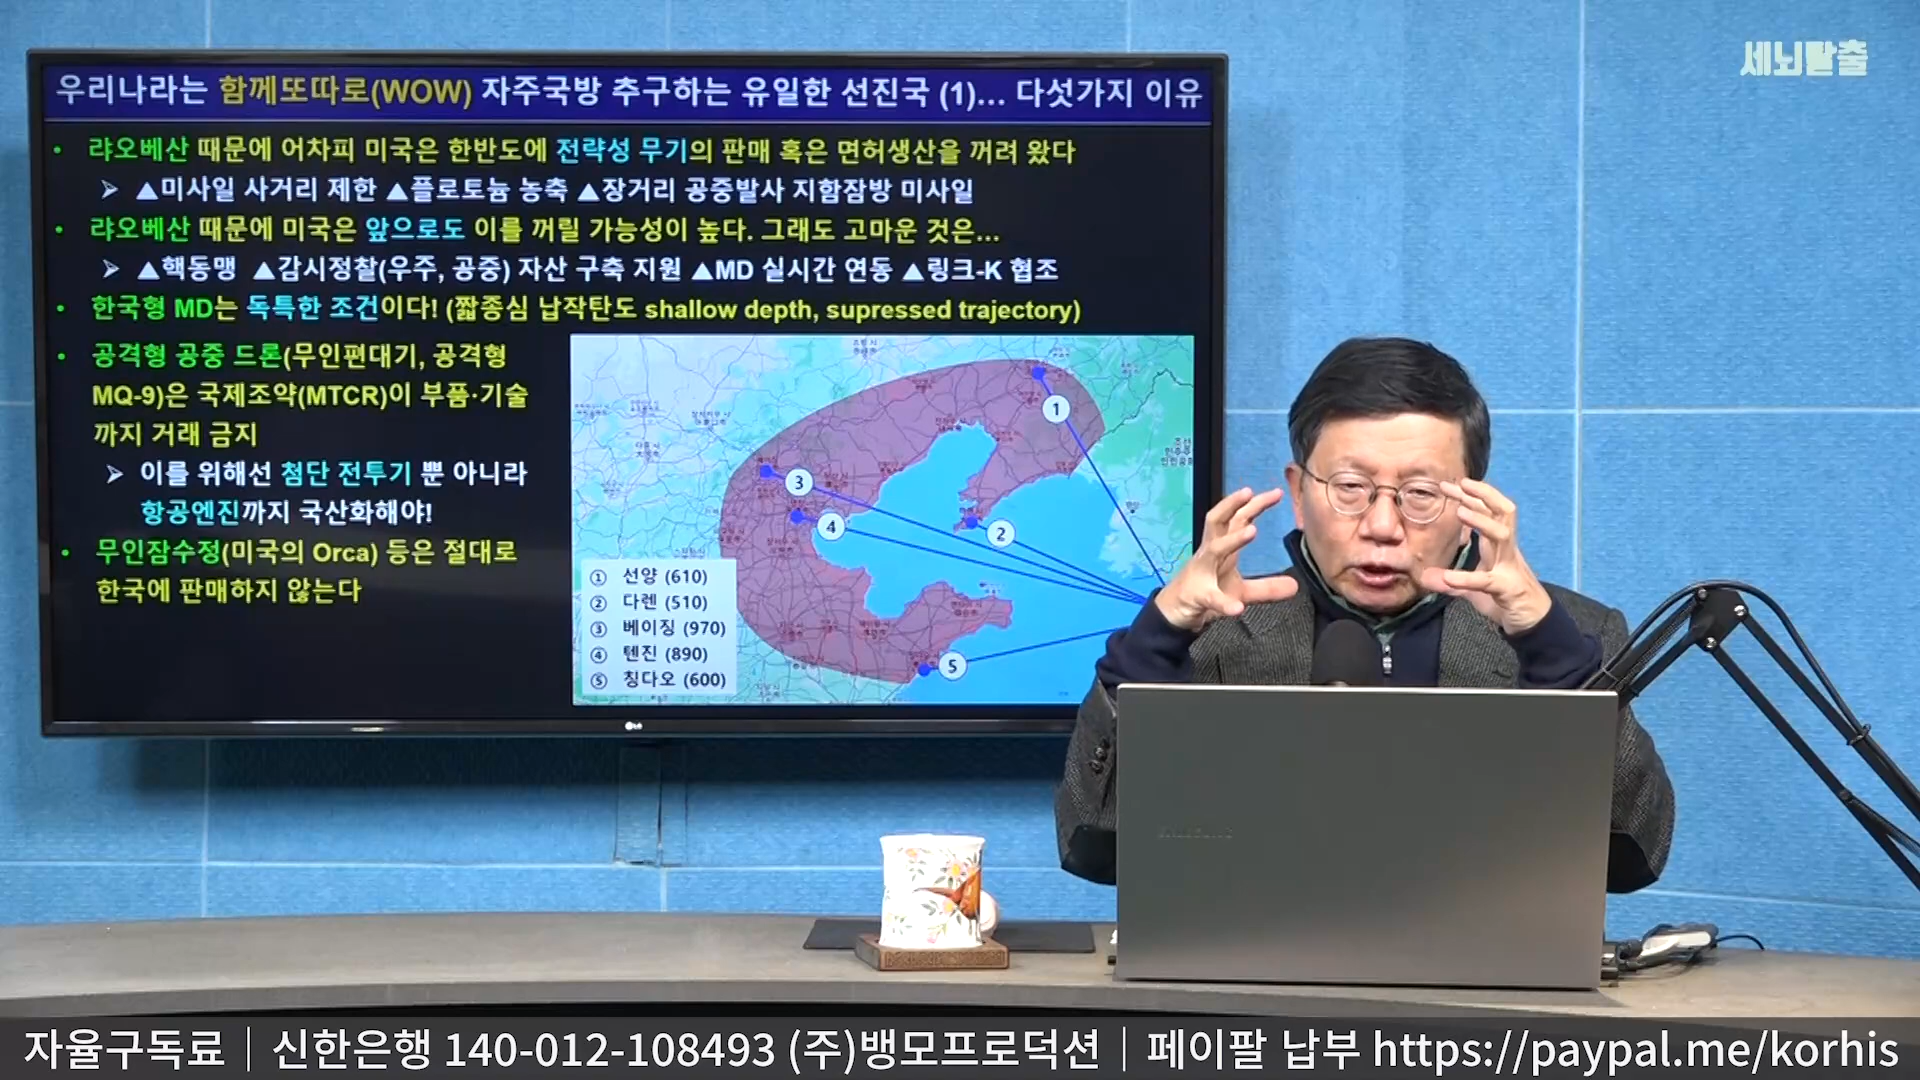 세뇌탈출
우리나라는 함께또따로(WOW) 자주국방 추구하는 유일한 선진국 (1)... 다섯가지 이유
• 랴오베산 때문에 어차피 미국은 한반도에 전략성 무기의 판매 혹은 면허생산을 꺼려 왔다
➢ ▲미사일 사거리 제한 ▲플로토늄 농축 ▲장거리 공중발사 지함잠방 미사일
• 랴오베산 때문에 미국은 앞으로도 이를 꺼릴 가능성이 높다. 그래도 고마운 것은...
➢ ▲핵동맹 ▲감시정찰(우주, 공중) 자산 구축 지원 ▲MD 실시간 연동 ▲링크-K 협조
• 한국형 MD는 독특한 조건이다! (짧종심 납작탄도 shallow depth, supressed trajectory)
• 공격형 공중 드론(무인편대기, 공격형
MQ-9)은 국제조약(MTCR)이 부품·기술
까지 거래 금지
➢ 이를 위해선 첨단 전투기 뿐 아니라
항공엔진까지 국산화해야!
• 무인잠수정(미국의 Orca) 등은 절대로
한국에 판매하지 않는다
1
3
4
2
5
① 선양 (610)
② 다렌 (510)
③ 베이징 (970)
④ 텐진 (890)
⑤ 칭다오 (600)
LG
SAMSUNG
자율구독료｜신한은행 140-012-108493 (주)뱅모프로덕션｜페이팔 납부 https://paypal.me/korhis